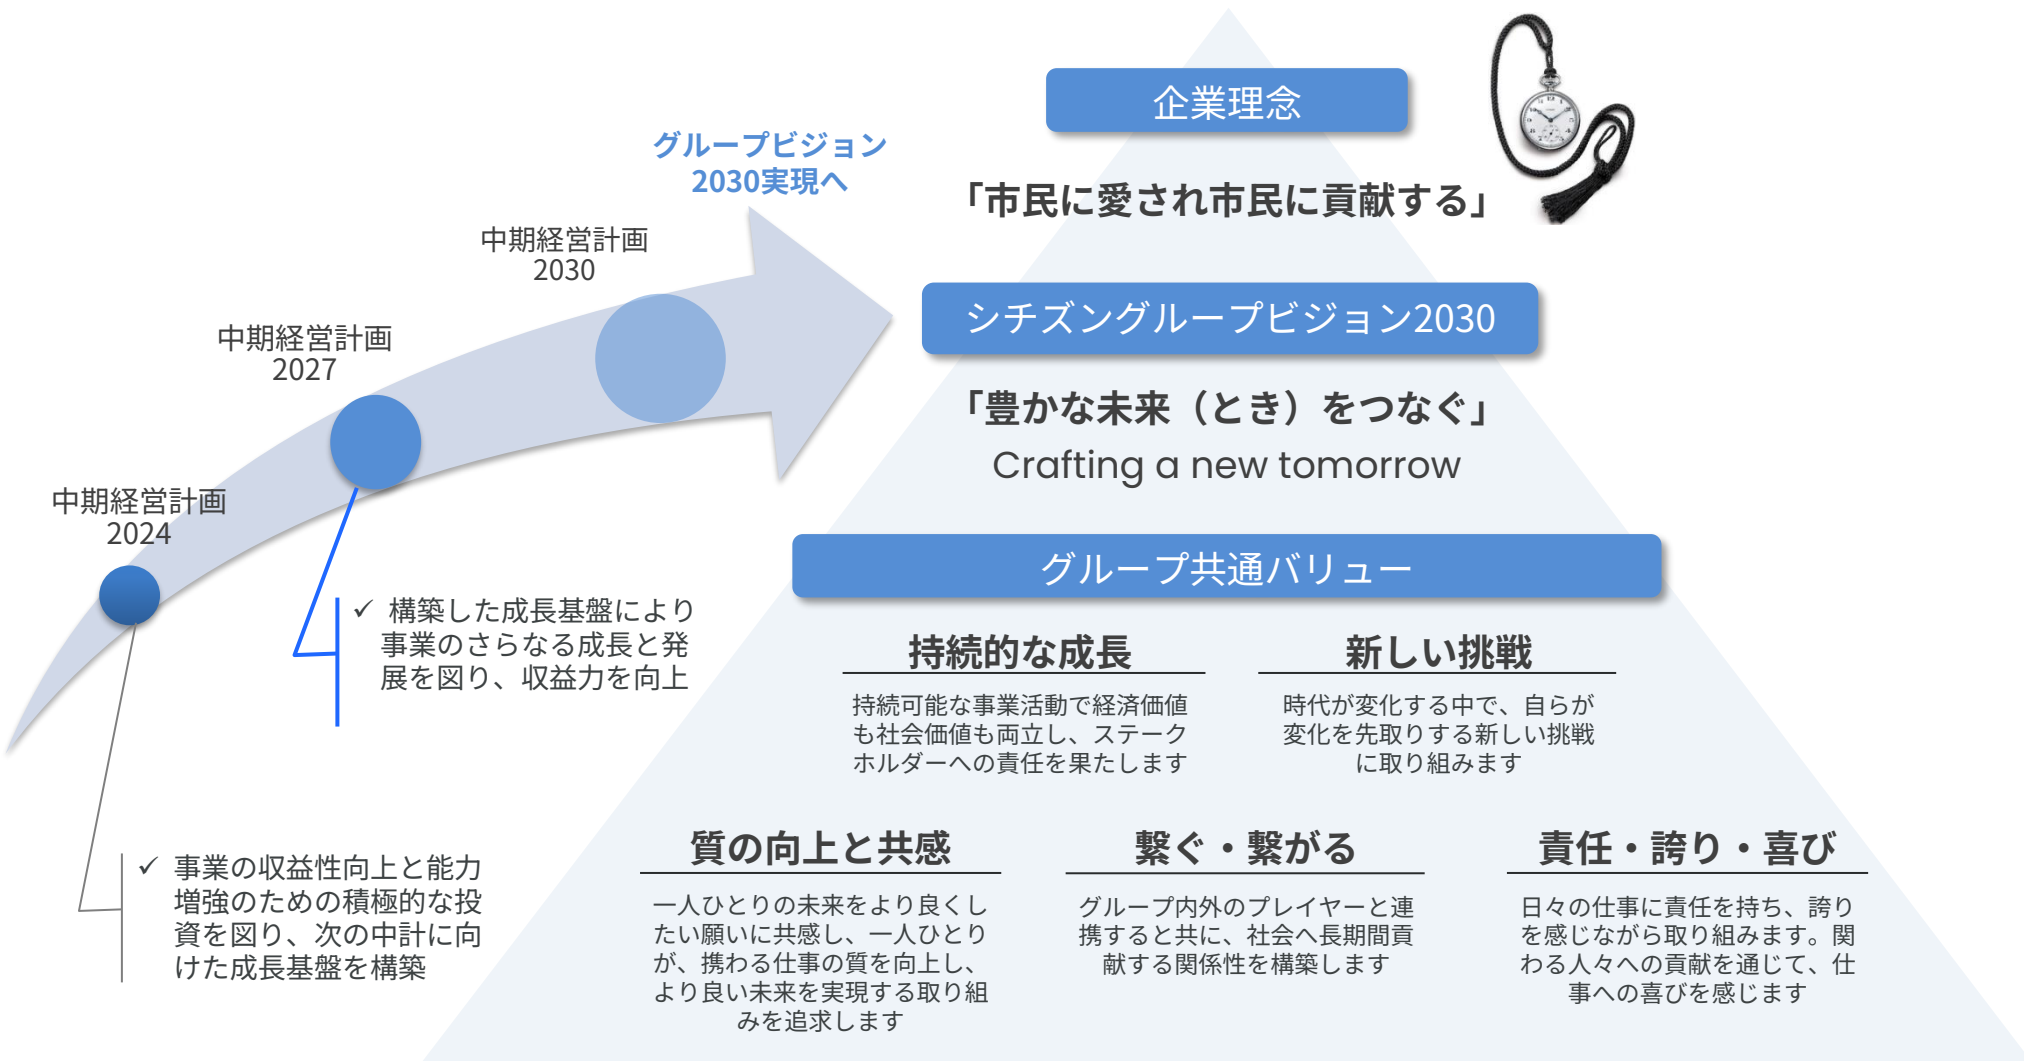 グループビジョン
2030実現へ
中期経営計画
2030
中期経営計画
2027
中期経営計画
2024
✓ 構築した成長基盤により
事業のさらなる成長と発
展を図り、収益力を向上
✓ 事業の収益性向上と能力
増強のための積極的な投
資を図り、次の中計に向
けた成長基盤を構築
企業理念
「市民に愛され市民に貢献する」
シチズングループビジョン2030
「豊かな未来（とき）をつなぐ」
Crafting a new tomorrow
グループ共通バリュー
持続的な成長
持続可能な事業活動で経済価値
も社会価値も両立し、ステーク
ホルダーへの責任を果たします
新しい挑戦
時代が変化する中で、自らが
変化を先取りする新しい挑戦
に取り組みます
質の向上と共感
一人ひとりの未来をより良くし
たい願いに共感し、一人ひとり
が、携わる仕事の質を向上し、
より良い未来を実現する取り組
みを追求します
繋ぐ・繋がる
グループ内外のプレイヤーと連
携すると共に、社会へ長期間貢
献する関係性を構築します
責任・誇り・喜び
日々の仕事に責任を持ち、誇り
を感じながら取り組みます。関
わる人々への貢献を通じて、仕
事への喜びを感じます